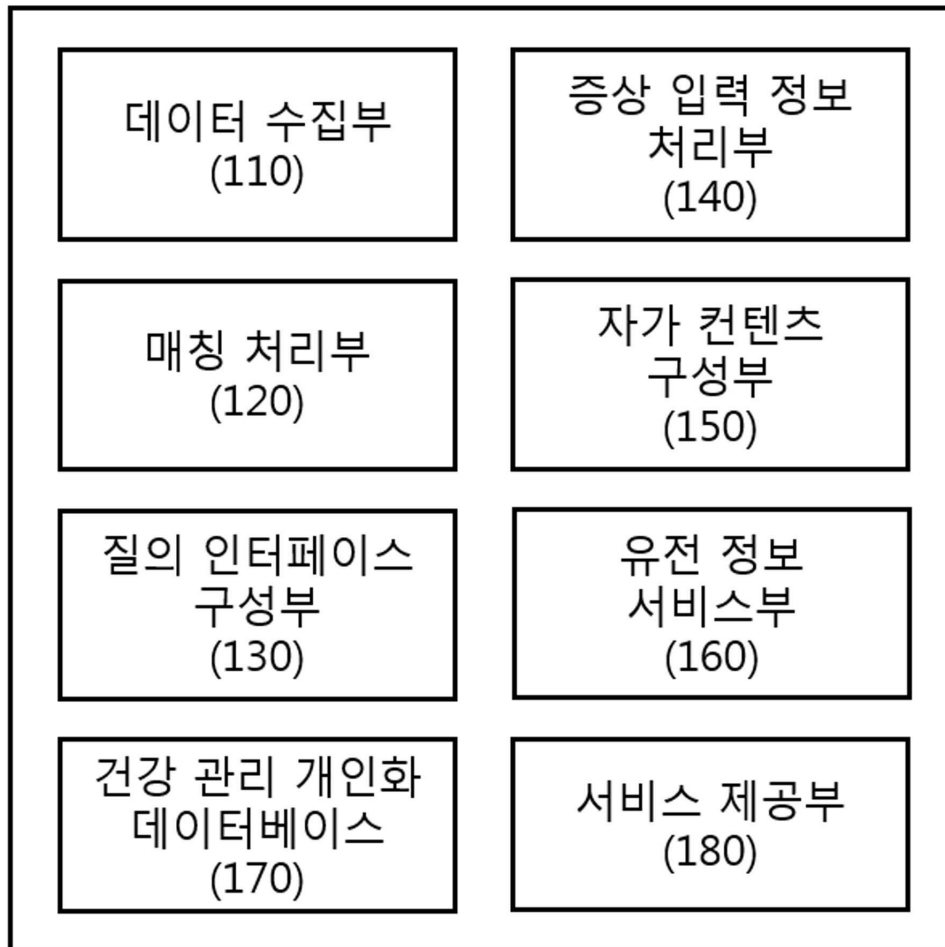 데이터 수집부
(110)
증상 입력 정보
처리부
(140)
매칭 처리부
(120)
자가 컨텐츠
구성부
(150)
질의 인터페이스
구성부
(130)
유전 정보
서비스부
(160)
건강 관리 개인화
데이터베이스
(170)
서비스 제공부
(180)